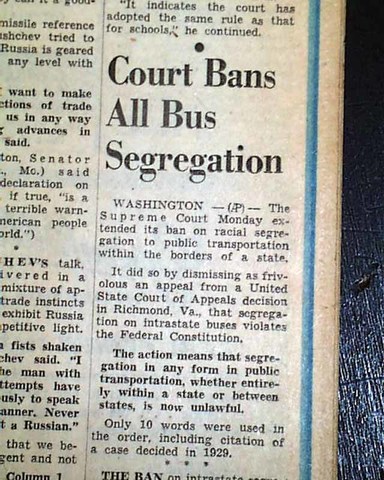 missile reference
shchev tried to
Russia is geared
any level with
want to make
ctions of trade
us in any way
advances in
said.
ton, Senator
., Mo.) said
declaration on
if true, "is a
terrible warn-
merican people
orld.")
HEV'S talk,
ivered in a
mixture of ap-
trade instincts
exhibit Russia
petitive light.
fists shaken
chev said. "I
he man with
ttempts have
usly to speak
anner. Never
t a Russian."
that we be-
gent and not
Column 1
"It indicates the court has
adopted the same rule as that
for schools," he continued.
Court Bans
All Bus
Segregation
WASHINGTON —(AP)— The
Supreme Court Monday ex-
tended its ban on racial segre-
gation to public transportation
within the borders of a state.
It did so by dismissing as friv-
olous an appeal from a United
State Court of Appeals decision
in Richmond, Va., that segrega-
tion on intrastate buses violates
the Federal Constitution.
The action means that segre-
gation in any form in public
transportation, whether entire-
ly within a state or between
states, is now unlawful.
Only 10 words were used in
the order, including citation of
a case decided in 1929.
* * *
THE BAN on intrastate segre-